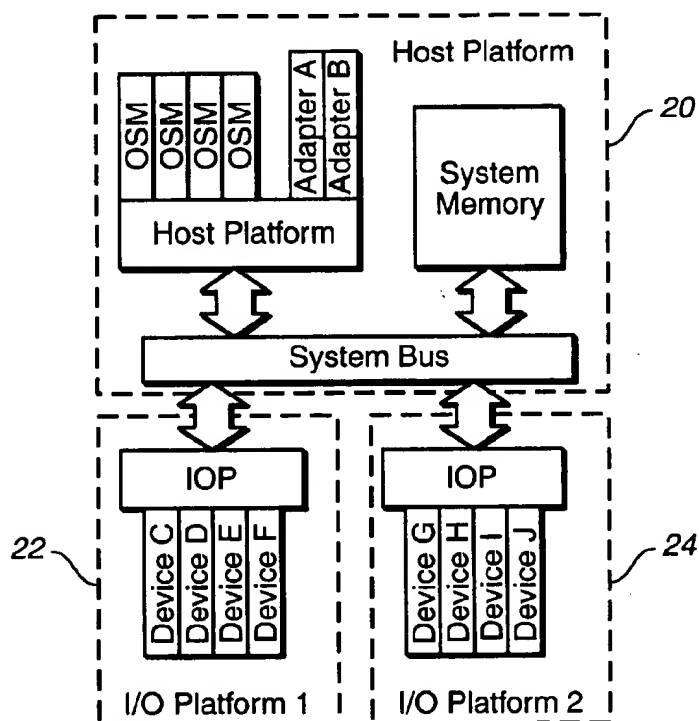 Host Platform
20
OSM
OSM
OSM
OSM
Adapter A
Adapter B
System
Memory
Host Platform
System Bus
IOP
IOP
22
Device C
Device D
Device E
Device F
Device G
Device H
Device I
Device J
24
I/O Platform 1
I/O Platform 2